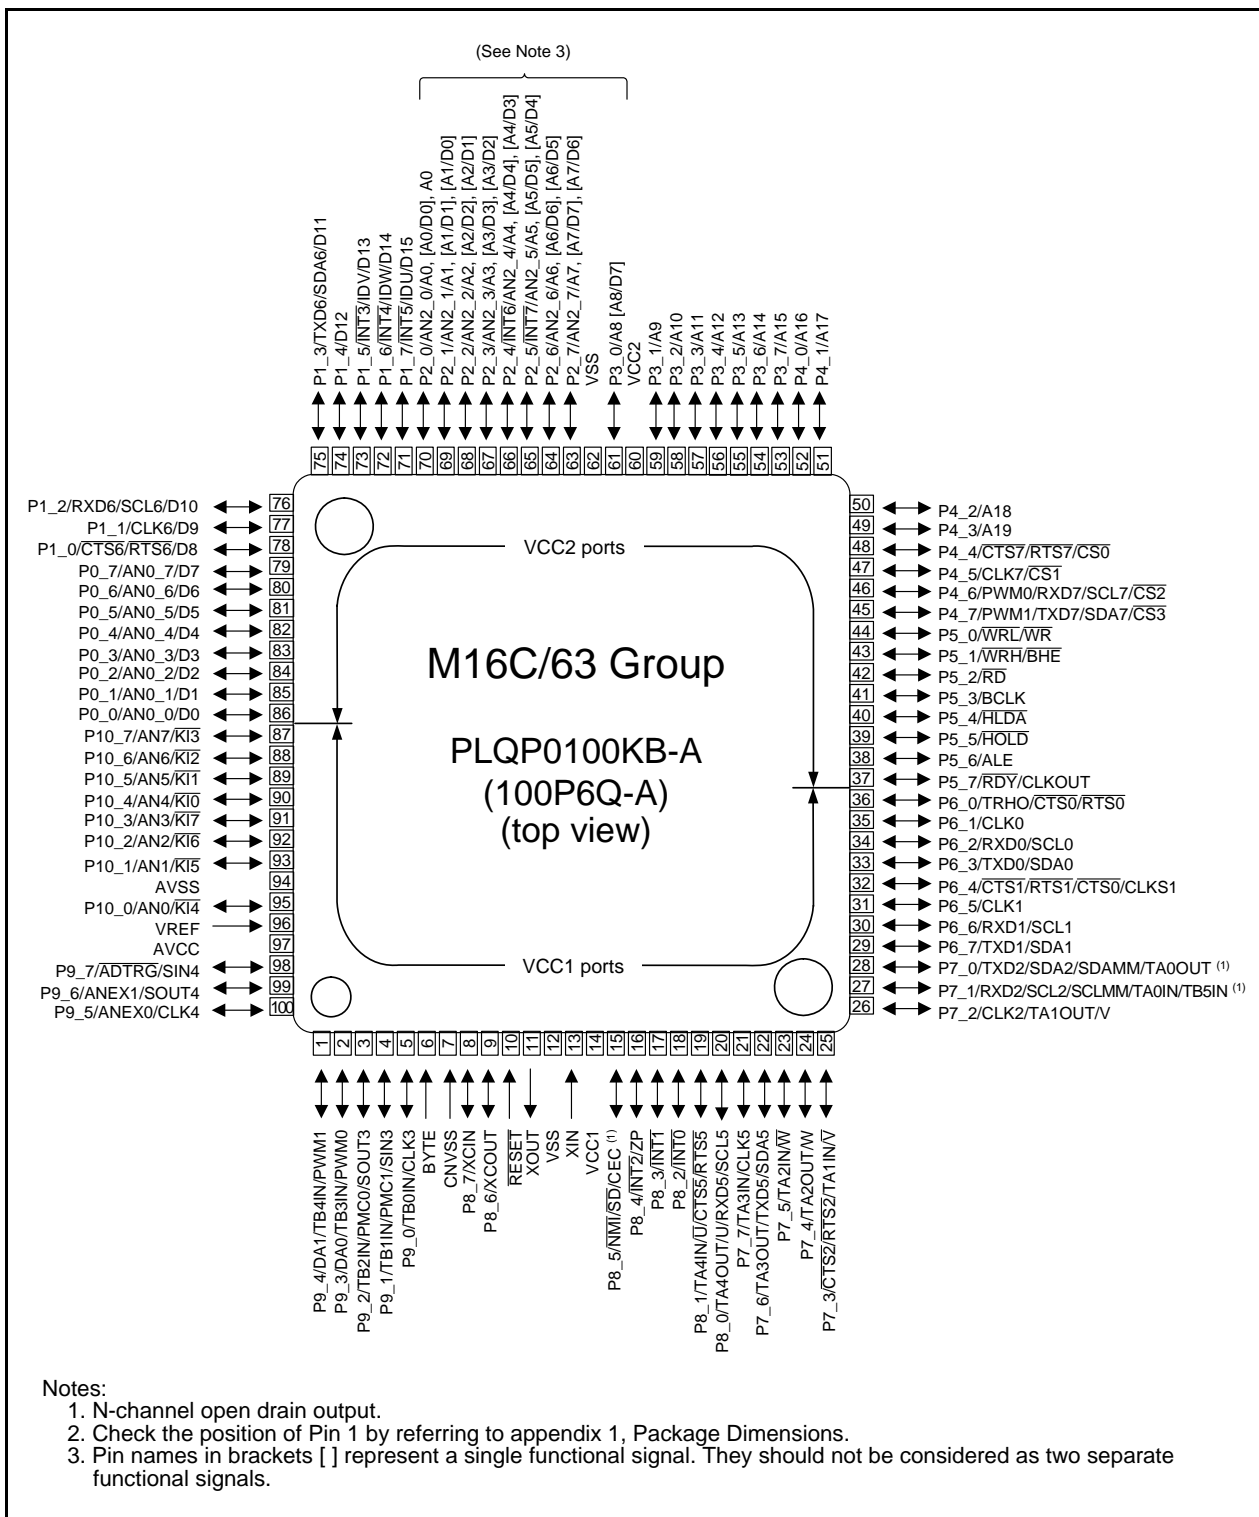 (See Note 3)
P1_3/TXD6/SDA6/D11
P1_4/D12
P1_5/INT3/IDV/D13
P1_6/INT4/IDW/D14
P1_7/INT5/IDU/D15
P2_0/AN2_0/A0, [A0/D0], A0
P2_1/AN2_1/A1, [A1/D1], [A1/D0]
P2_2/AN2_2/A2, [A2/D2], [A2/D1]
P2_3/AN2_3/A3, [A3/D3], [A3/D2]
P2_4/INT6/AN2_4/A4, [A4/D4], [A4/D3]
P2_5/INT7/AN2_5/A5, [A5/D5], [A5/D4]
P2_6/AN2_6/A6, [A6/D6], [A6/D5]
P2_7/AN2_7/A7, [A7/D7], [A7/D6]
VSS
P3_0/A8 [A8/D7]
VCC2
P3_1/A9
P3_2/A10
P3_3/A11
P3_4/A12
P3_5/A13
P3_6/A14
P3_7/A15
P4_0/A16
P4_1/A17
75 74 73 72 71 70 69 68 67 66 65 64 63 62 61 60 59 58 57 56 55 54 53 52 51
P1_2/RXD6/SCL6/D10 76
P1_1/CLK6/D9 77
P1_0/CTS6/RTS6/D8 78
P0_7/AN0_7/D7 79
P0_6/AN0_6/D6 80
P0_5/AN0_5/D5 81
P0_4/AN0_4/D4 82
P0_3/AN0_3/D3 83
P0_2/AN0_2/D2 84
P0_1/AN0_1/D1 85
P0_0/AN0_0/D0 86
P10_7/AN7/KI3 87
P10_6/AN6/KI2 88
P10_5/AN5/KI1 89
P10_4/AN4/KI0 90
P10_3/AN3/KI7 91
P10_2/AN2/KI6 92
P10_1/AN1/KI5 93
AVSS 94
P10_0/AN0/KI4 95
VREF 96
AVCC 97
P9_7/ADTRG/SIN4 98
P9_6/ANEX1/SOUT4 99
P9_5/ANEX0/CLK4 100
VCC2 ports
M16C/63 Group
PLQP0100KB-A
(100P6Q-A)
(top view)
VCC1 ports
50 P4_2/A18
49 P4_3/A19
48 P4_4/CTS7/RTS7/CS0
47 P4_5/CLK7/CS1
46 P4_6/PWM0/RXD7/SCL7/CS2
45 P4_7/PWM1/TXD7/SDA7/CS3
44 P5_0/WRL/WR
43 P5_1/WRH/BHE
42 P5_2/RD
41 P5_3/BCLK
40 P5_4/HLDA
39 P5_5/HOLD
38 P5_6/ALE
37 P5_7/RDY/CLKOUT
36 P6_0/TRHO/CTS0/RTS0
35 P6_1/CLK0
34 P6_2/RXD0/SCL0
33 P6_3/TXD0/SDA0
32 P6_4/CTS1/RTS1/CTS0/CLKS1
31 P6_5/CLK1
30 P6_6/RXD1/SCL1
29 P6_7/TXD1/SDA1
28 P7_0/TXD2/SDA2/SDAMM/TA0OUT (1)
27 P7_1/RXD2/SCL2/SCLMM/TA0IN/TB5IN (1)
26 P7_2/CLK2/TA1OUT/V
1 2 3 4 5 6 7 8 9 10 11 12 13 14 15 16 17 18 19 20 21 22 23 24 25
P9_4/DA1/TB4IN/PWM1
P9_3/DA0/TB3IN/PWM0
P9_2/TB2IN/PMC0/SOUT3
P9_1/TB1IN/PMC1/SIN3
P9_0/TB0IN/CLK3
BYTE
CNVSS
P8_7/XCIN
P8_6/XCOUT
RESET
XOUT
VSS
XIN
VCC1
P8_5/NMI/SD/CEC (1)
P8_4/INT2/ZP
P8_3/INT1
P8_2/INT0
P8_1/TA4IN/U/CTS5/RTS5
P8_0/TA4OUT/U/RXD5/SCL5
P7_7/TA3IN/CLK5
P7_6/TA3OUT/TXD5/SDA5
P7_5/TA2IN/W
P7_4/TA2OUT/W
P7_3/CTS2/RTS2/TA1IN/V
Notes:
1. N-channel open drain output.
2. Check the position of Pin 1 by referring to appendix 1, Package Dimensions.
3. Pin names in brackets [ ] represent a single functional signal. They should not be considered as two separate
functional signals.